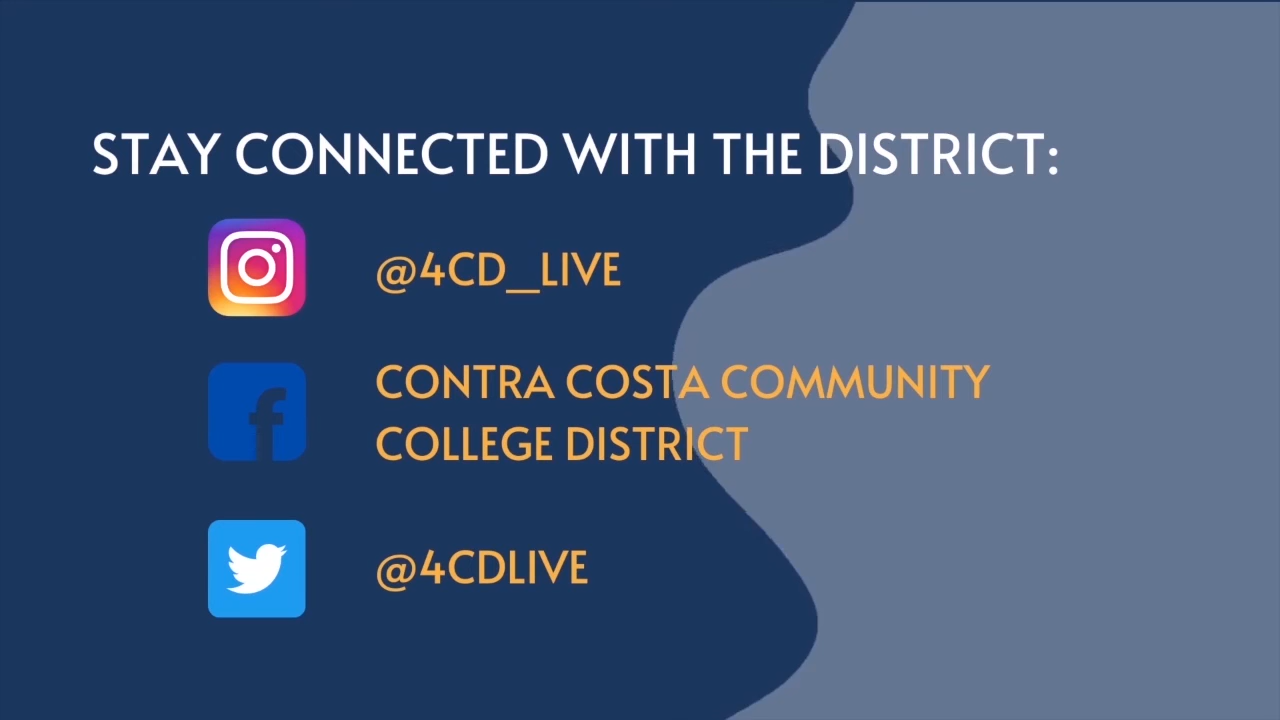 STAY CONNECTED WITH THE DISTRICT:
@4CD_LIVE
CONTRA COSTA COMMUNITY
COLLEGE DISTRICT
@4CDLIVE